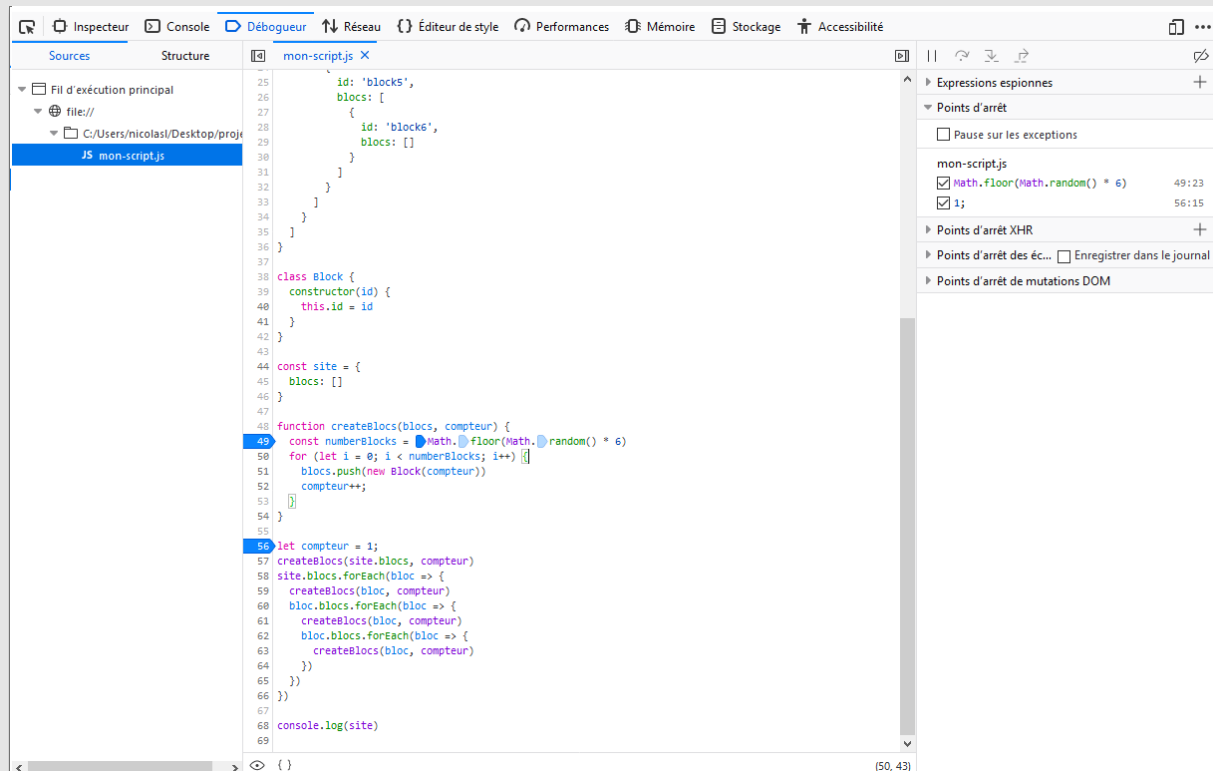 Inspecteur Console Débogueur Réseau {} Éditeur de style Performances Mémoire Stockage Accessibilité
Sources Structure
Fil d'exécution principal
file://
C:/Users/nicolasl/Desktop/proje
JS mon-script.js
mon-script.js
25 id: 'block5',
26 blocs: [
27 {
28 id: 'block6',
29 blocs: []
30 }
31 ]
32 }
33 ]
34 }
35 ]
36 }
37
38 class Block {
39 constructor(id) {
40 this.id = id
41 }
42 }
43
44 const site = {
45 blocs: []
46 }
47
48 function createBlocs(blocs, compteur) {
49 const numberBlocks = Math.floor(Math.random() * 6)
50 for (let i = 0; i < numberBlocks; i++) {
51 blocs.push(new Block(compteur))
52 compteur++;
53 }
54 }
55
56 let compteur = 1;
57 createBlocs(site.blocs, compteur)
58 site.blocs.forEach(bloc => {
59 createBlocs(bloc, compteur)
60 bloc.blocs.forEach(bloc => {
61 createBlocs(bloc, compteur)
62 bloc.blocs.forEach(bloc => {
63 createBlocs(bloc, compteur)
64 })
65 })
66 })
67
68 console.log(site)
69
{ } (50, 43)
Expressions espionnes
Points d'arrêt
Pause sur les exceptions
mon-script.js
Math.floor(Math.random() * 6) 49:23
1; 56:15
Points d'arrêt XHR
Points d'arrêt des éc... Enregistrer dans le journal
Points d'arrêt de mutations DOM